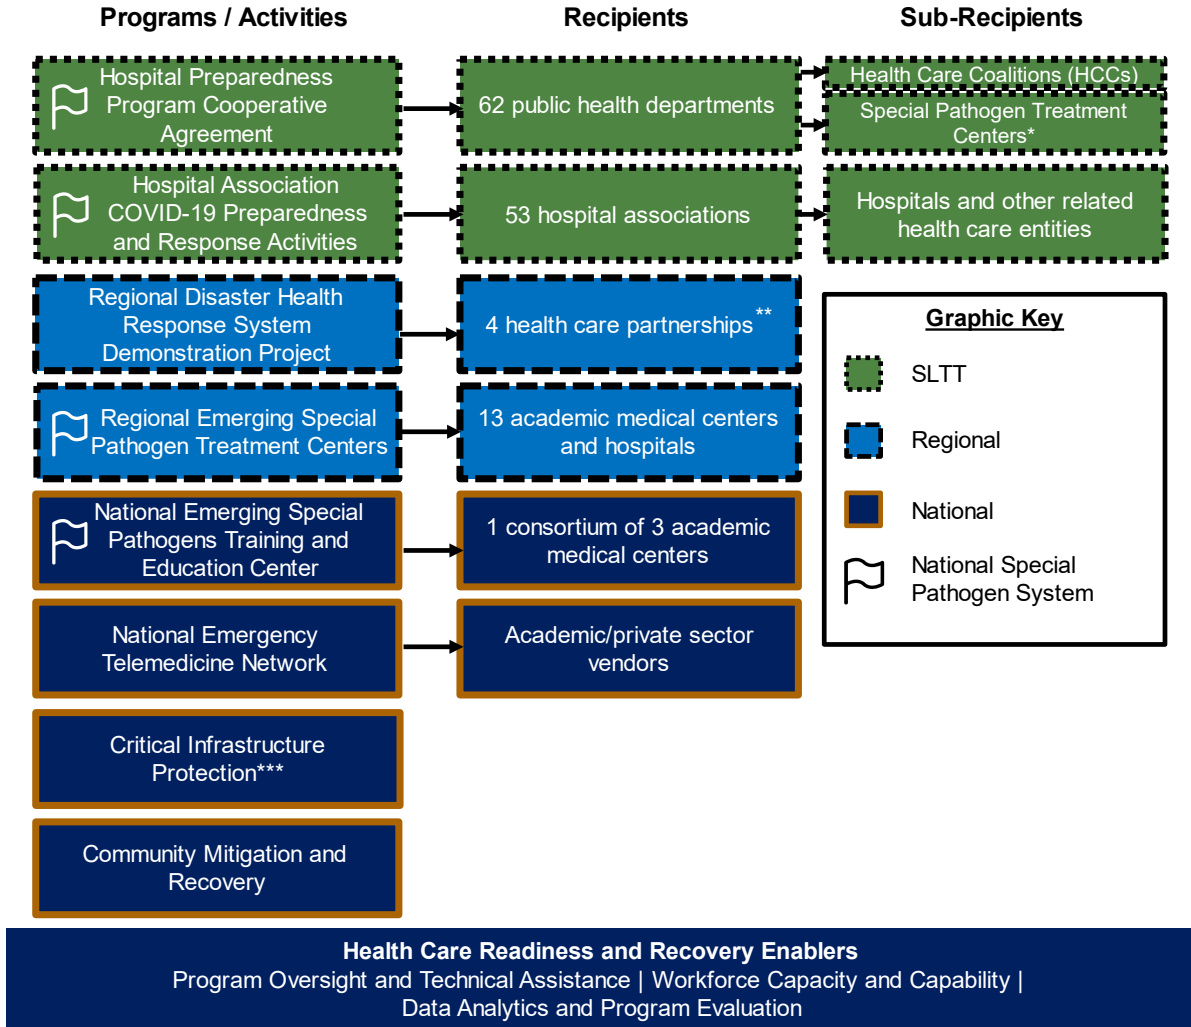 Programs / Activities
Recipients
Sub-Recipients
Hospital Preparedness
Program Cooperative
Agreement
62 public health departments
Health Care Coalitions (HCCs)
Special Pathogen Treatment
Centers*
Hospital Association
COVID-19 Preparedness
and Response Activities
53 hospital associations
Hospitals and other related
health care entities
Regional Disaster Health
Response System
Demonstration Project
4 health care partnerships**
Regional Emerging Special
Pathogen Treatment Centers
13 academic medical centers
and hospitals
National Emerging Special
Pathogens Training and
Education Center
1 consortium of 3 academic
medical centers
National Emergency
Telemedicine Network
Academic/private sector
vendors
Critical Infrastructure
Protection***
Community Mitigation and
Recovery
Graphic Key
SLTT
Regional
National
National Special
Pathogen System
Health Care Readiness and Recovery Enablers
Program Oversight and Technical Assistance | Workforce Capacity and Capability |
Data Analytics and Program Evaluation